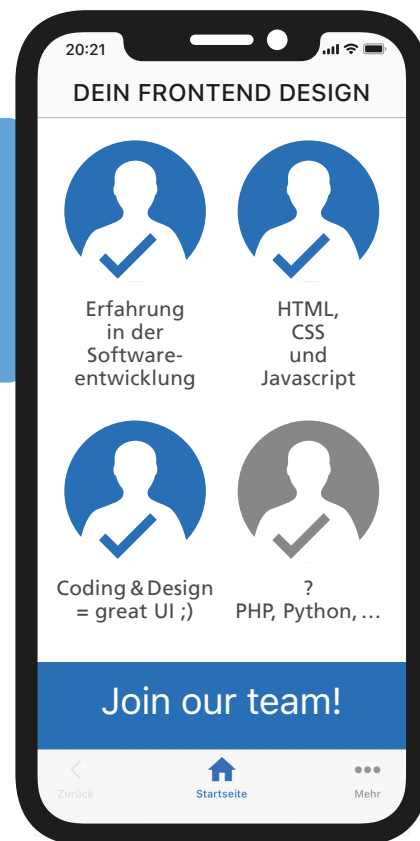 20:21
DEIN FRONTEND DESIGN
Erfahrung
in der
Software-
entwicklung
HTML,
CSS
und
Javascript
Coding & Design
= great UI ;)
?
PHP, Python, ...
Join our team!
Zurück
Startseite
Mehr